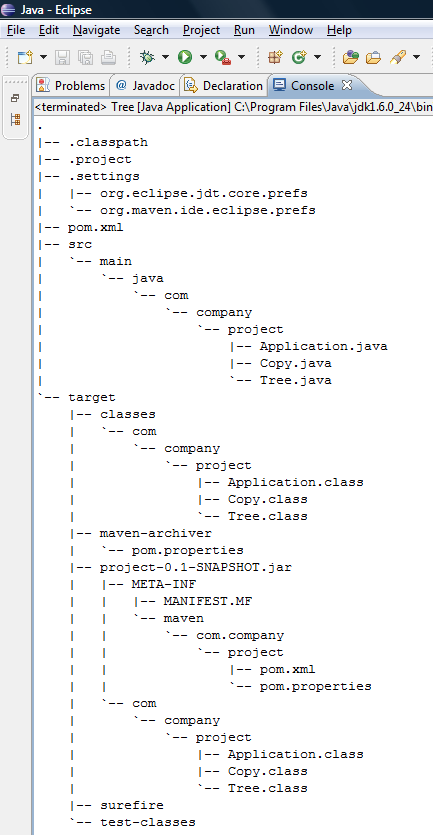 Java - Eclipse
File Edit Navigate Search Project Run Window Help
Problems @ Javadoc Declaration Console
<terminated> Tree [Java Application] C:\Program Files\Java\jdk1.6.0_24\bin
.
|-- .classpath
|-- .project
|-- .settings
|   |-- org.eclipse.jdt.core.prefs
|   `-- org.maven.ide.eclipse.prefs
|-- pom.xml
|-- src
|   `-- main
|       `-- java
|           `-- com
|               `-- company
|                   `-- project
|                       |-- Application.java
|                       |-- Copy.java
|                       `-- Tree.java
`-- target
    |-- classes
    |   `-- com
    |       `-- company
    |           `-- project
    |               |-- Application.class
    |               |-- Copy.class
    |               `-- Tree.class
    |-- maven-archiver
    |   `-- pom.properties
    |-- project-0.1-SNAPSHOT.jar
    |   |-- META-INF
    |   |   |-- MANIFEST.MF
    |   |   `-- maven
    |   |       `-- com.company
    |   |           `-- project
    |   |               |-- pom.xml
    |   |               `-- pom.properties
    |   `-- com
    |       `-- company
    |           `-- project
    |               |-- Application.class
    |               |-- Copy.class
    |               `-- Tree.class
    |-- surefire
    `-- test-classes